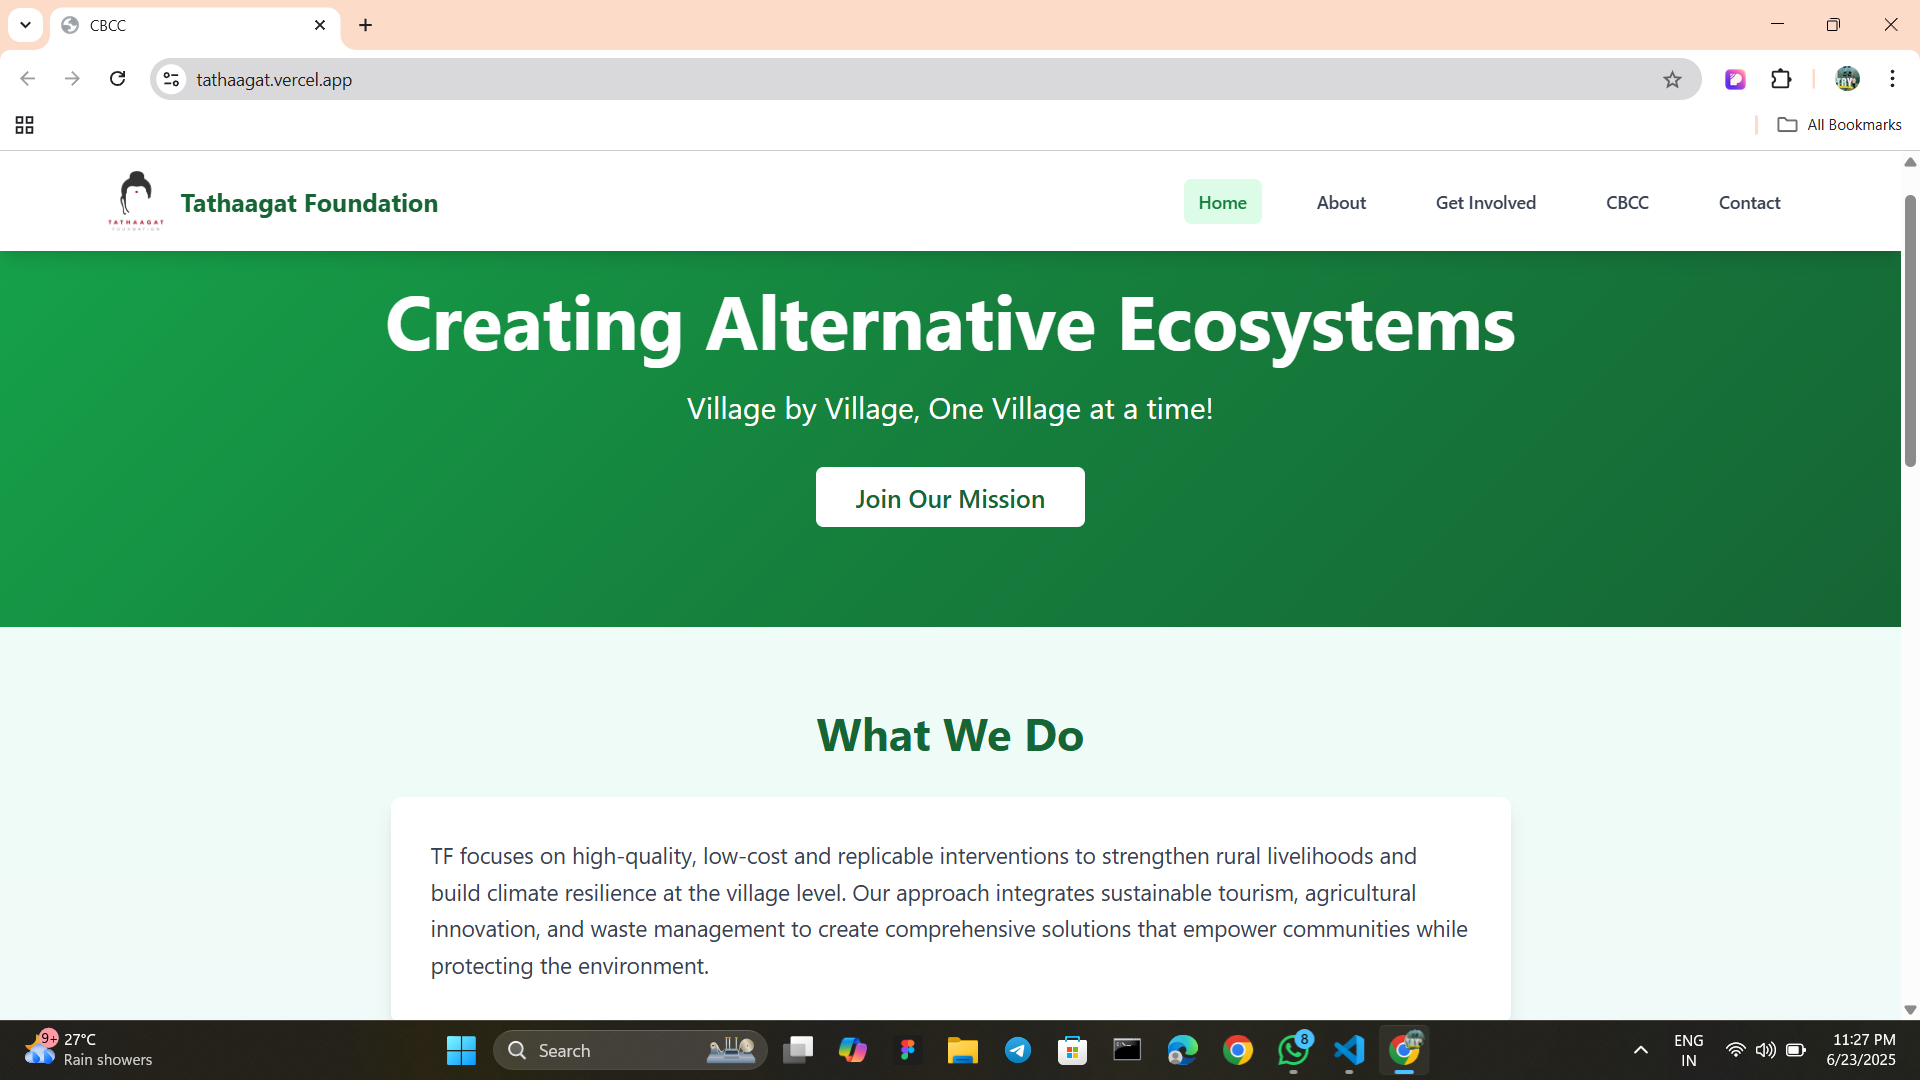 CBCC
tathaagat.vercel.app
All Bookmarks
TATHAAGAT
FOUNDATION
Tathaagat Foundation
Home
About
Get Involved
CBCC
Contact
Creating Alternative Ecosystems
Village by Village, One Village at a time!
Join Our Mission
What We Do
TF focuses on high-quality, low-cost and replicable interventions to strengthen rural livelihoods and
build climate resilience at the village level. Our approach integrates sustainable tourism, agricultural
innovation, and waste management to create comprehensive solutions that empower communities while
protecting the environment.
9+
27°C
Rain showers
Search
8
ENG
IN
11:27 PM
6/23/2025